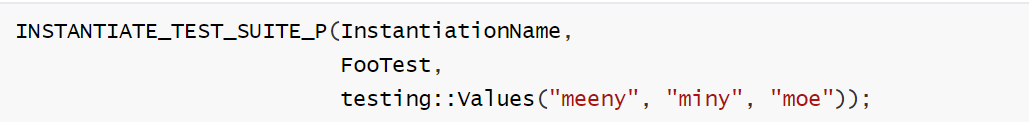 INSTANTIATE_TEST_SUITE_P(InstantiationName,
FooTest,
testing::Values("meeny", "miny", "moe"));